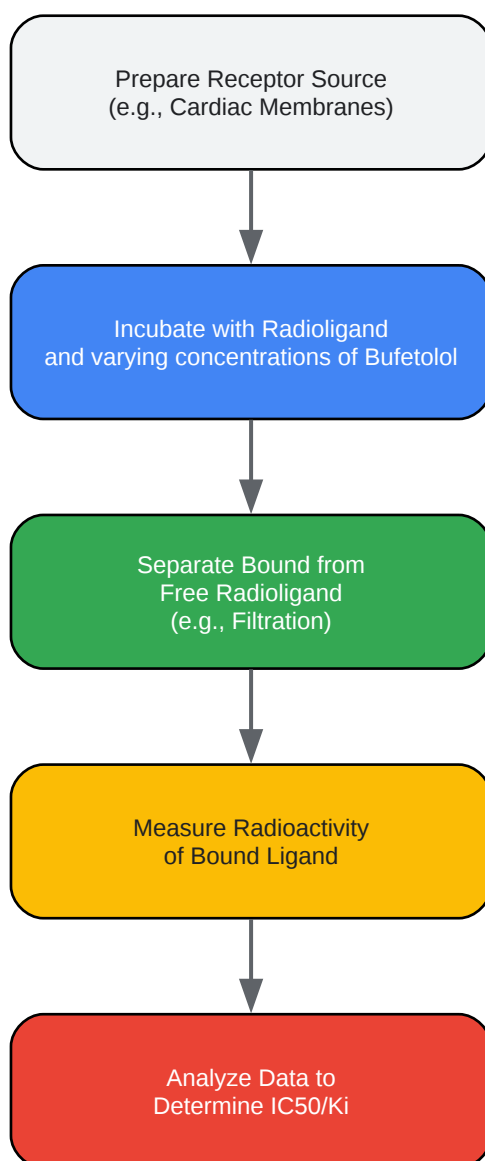 Prepare Receptor Source
(e.g., Cardiac Membranes)
Incubate with Radioligand
and varying concentrations of Bufetolol
Separate Bound from
Free Radioligand
(e.g., Filtration)
Measure Radioactivity
of Bound Ligand
Analyze Data to
Determine IC50/Ki